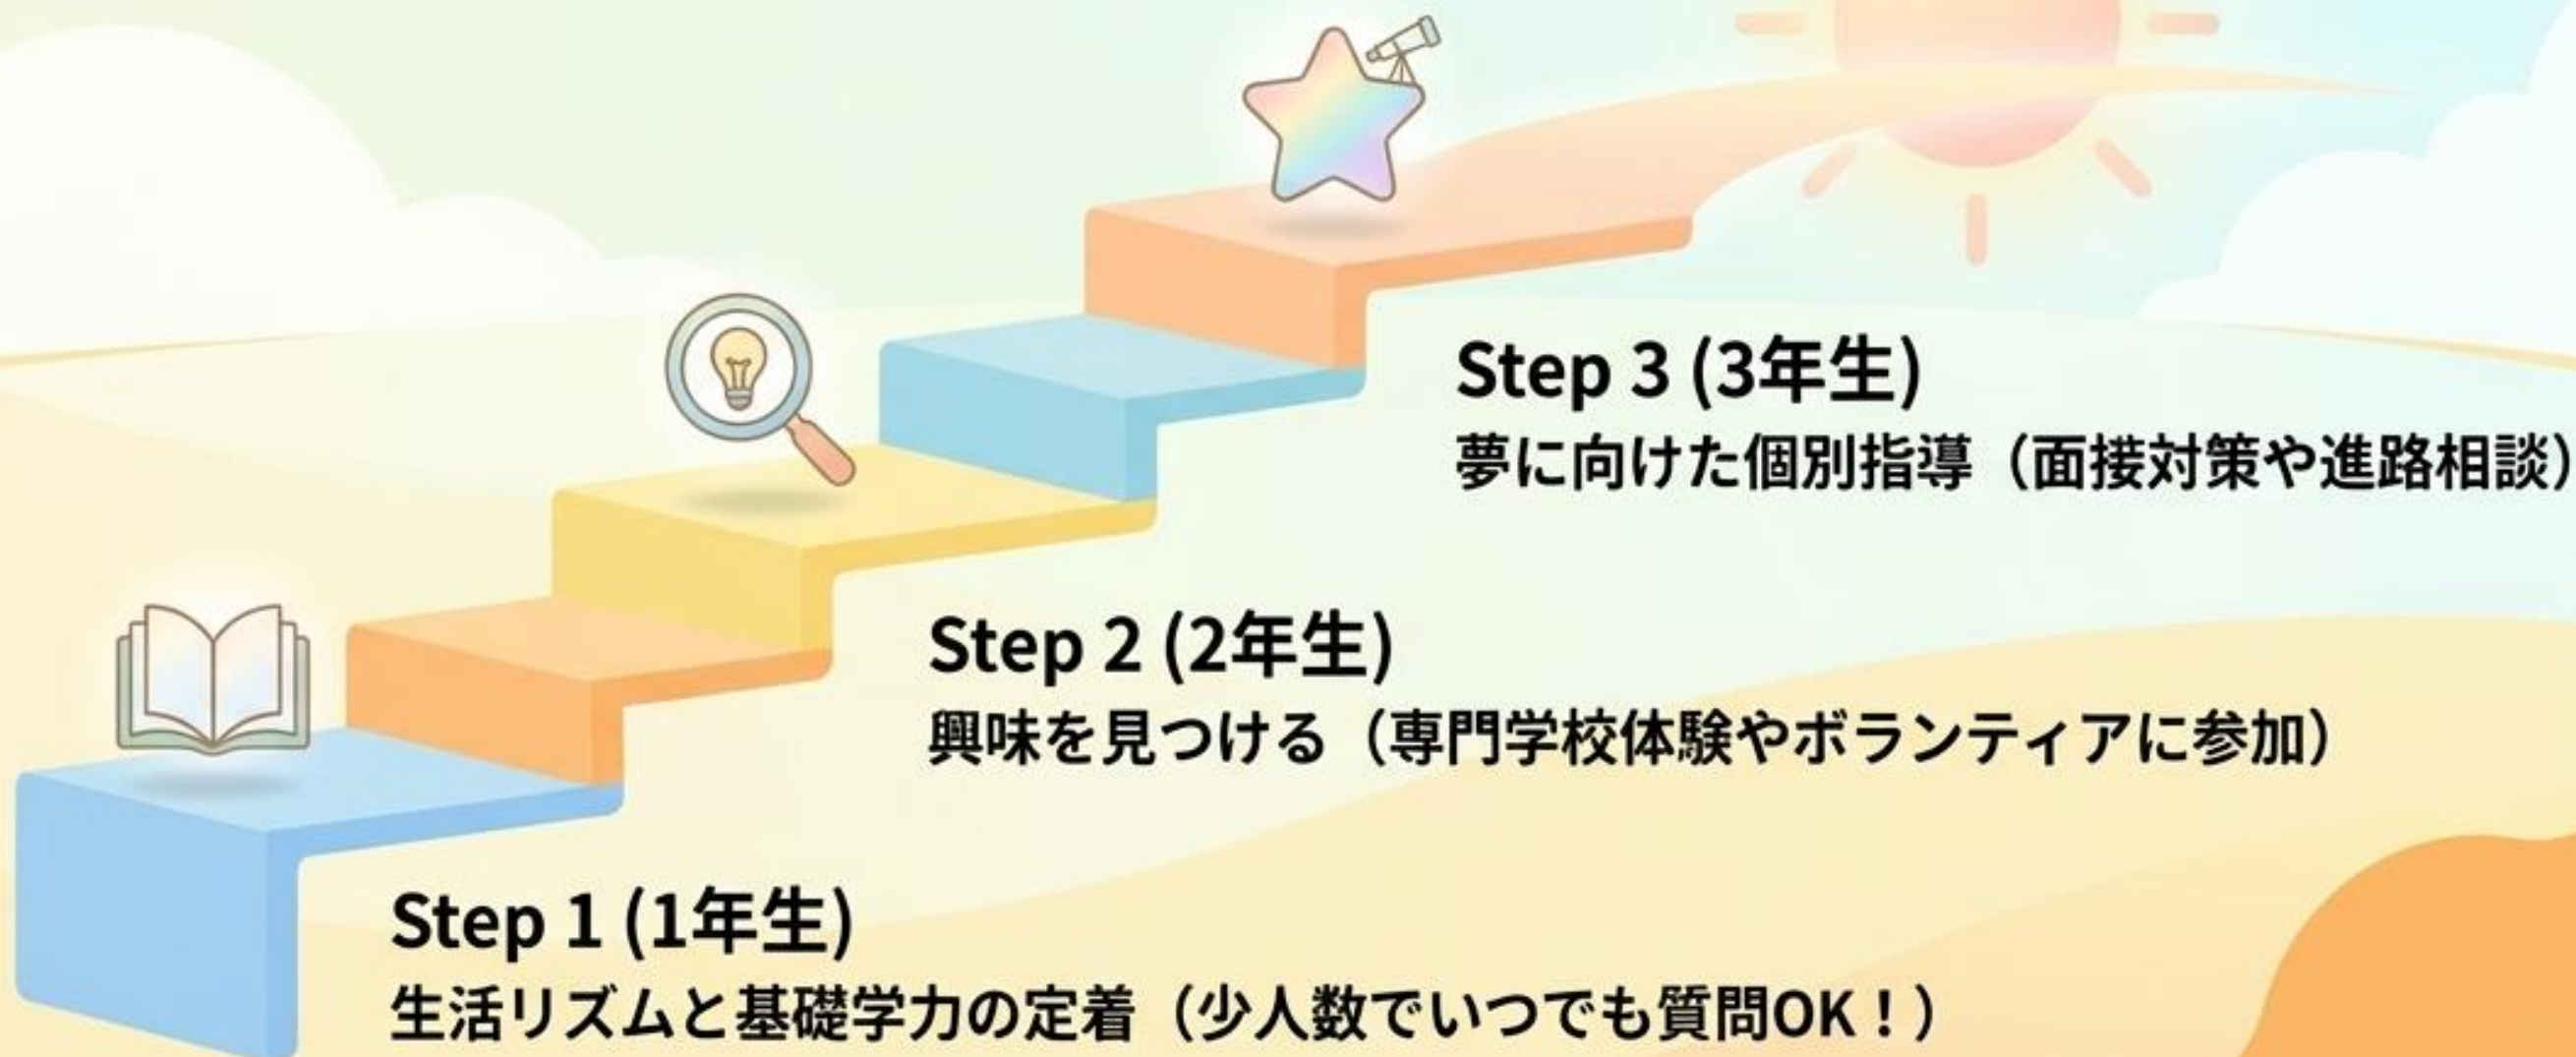 Step 3 (3年生)
夢に向けた個別指導（面接対策や進路相談）
Step 2 (2年生)
興味を見つける（専門学校体験やボランティアに参加）
Step 1 (1年生)
生活リズムと基礎学力の定着（少人数でいつでも質問OK！）